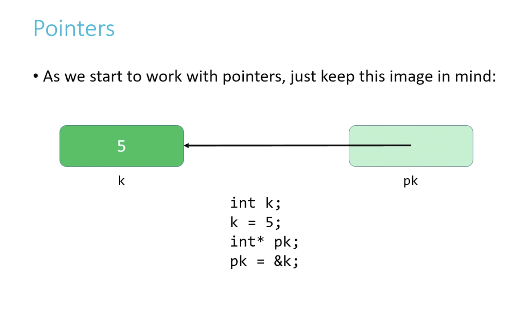 Pointers
• As we start to work with pointers, just keep this image in mind:
5
k
pk
int k;
k = 5;
int* pk;
pk = &k;